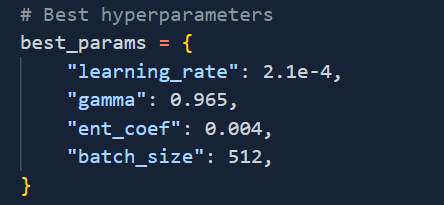 # Best hyperparameters
best_params = {
    "learning_rate": 2.1e-4,
    "gamma": 0.965,
    "ent_coef": 0.004,
    "batch_size": 512,
}